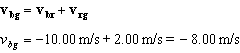 v_bg = v_br + v_rg
v_bg = −10.00 m/s + 2.00 m/s = − 8.00 m/s